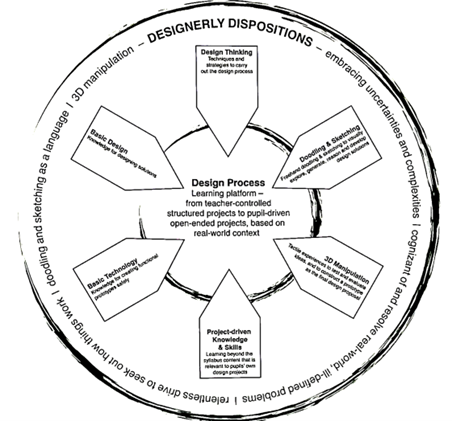 DESIGNERLY DISPOSITIONS – embracing uncertainties and complexities | cognizant of and resolve real-world, ill-defined problems | relentless drive to seek out how things work | doodling and sketching as a language | 3D manipulation –
Design Thinking
Techniques and
strategies to carry
out the design process
Doodling & Sketching
Freehand doodling & sketching to visually
explore, generate, reason and develop
design solutions
3D Manipulation
Tactile experiences to test and evaluate
ideas, and to construct a prototype
as the final design proposal
Project-driven
Knowledge
& Skills
Learning beyond the
syllabus content that is
relevant to pupils' own
design projects
Basic Technology
Knowledge for creating functional
prototypes safely
Basic Design
Knowledge for designing solutions
Design Process
Learning platform –
from teacher-controlled
structured projects to pupil-driven
open-ended projects, based on
real-world context